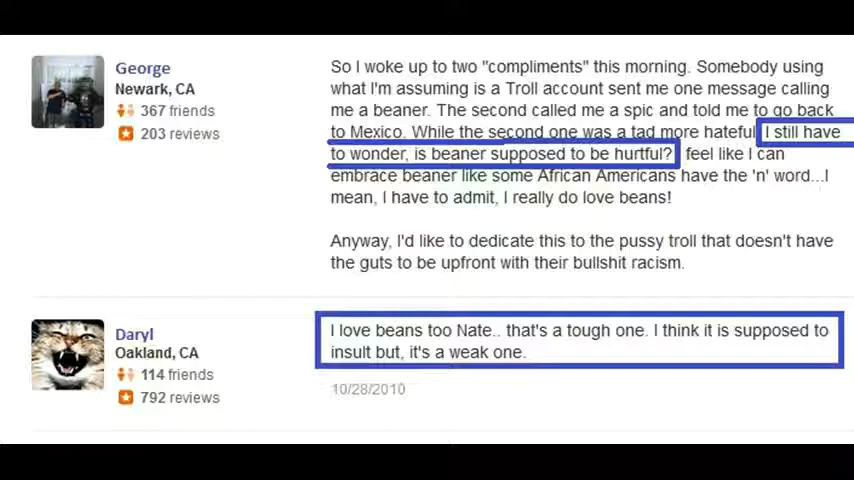 George
Newark, CA
367 friends
203 reviews
So I woke up to two "compliments" this morning. Somebody using
what I'm assuming is a Troll account sent me one message calling
me a beaner. The second called me a spic and told me to go back
to Mexico. While the second one was a tad more hateful, I still have
to wonder, is beaner supposed to be hurtful? feel like I can
embrace beaner like some African Americans have the 'n' word...I
mean, I have to admit, I really do love beans!
Anyway, I'd like to dedicate this to the pussy troll that doesn't have
the guts to be upfront with their bullshit racism.
Daryl
Oakland, CA
114 friends
792 reviews
I love beans too Nate.. that's a tough one. I think it is supposed to
insult but, it's a weak one.
10/28/2010